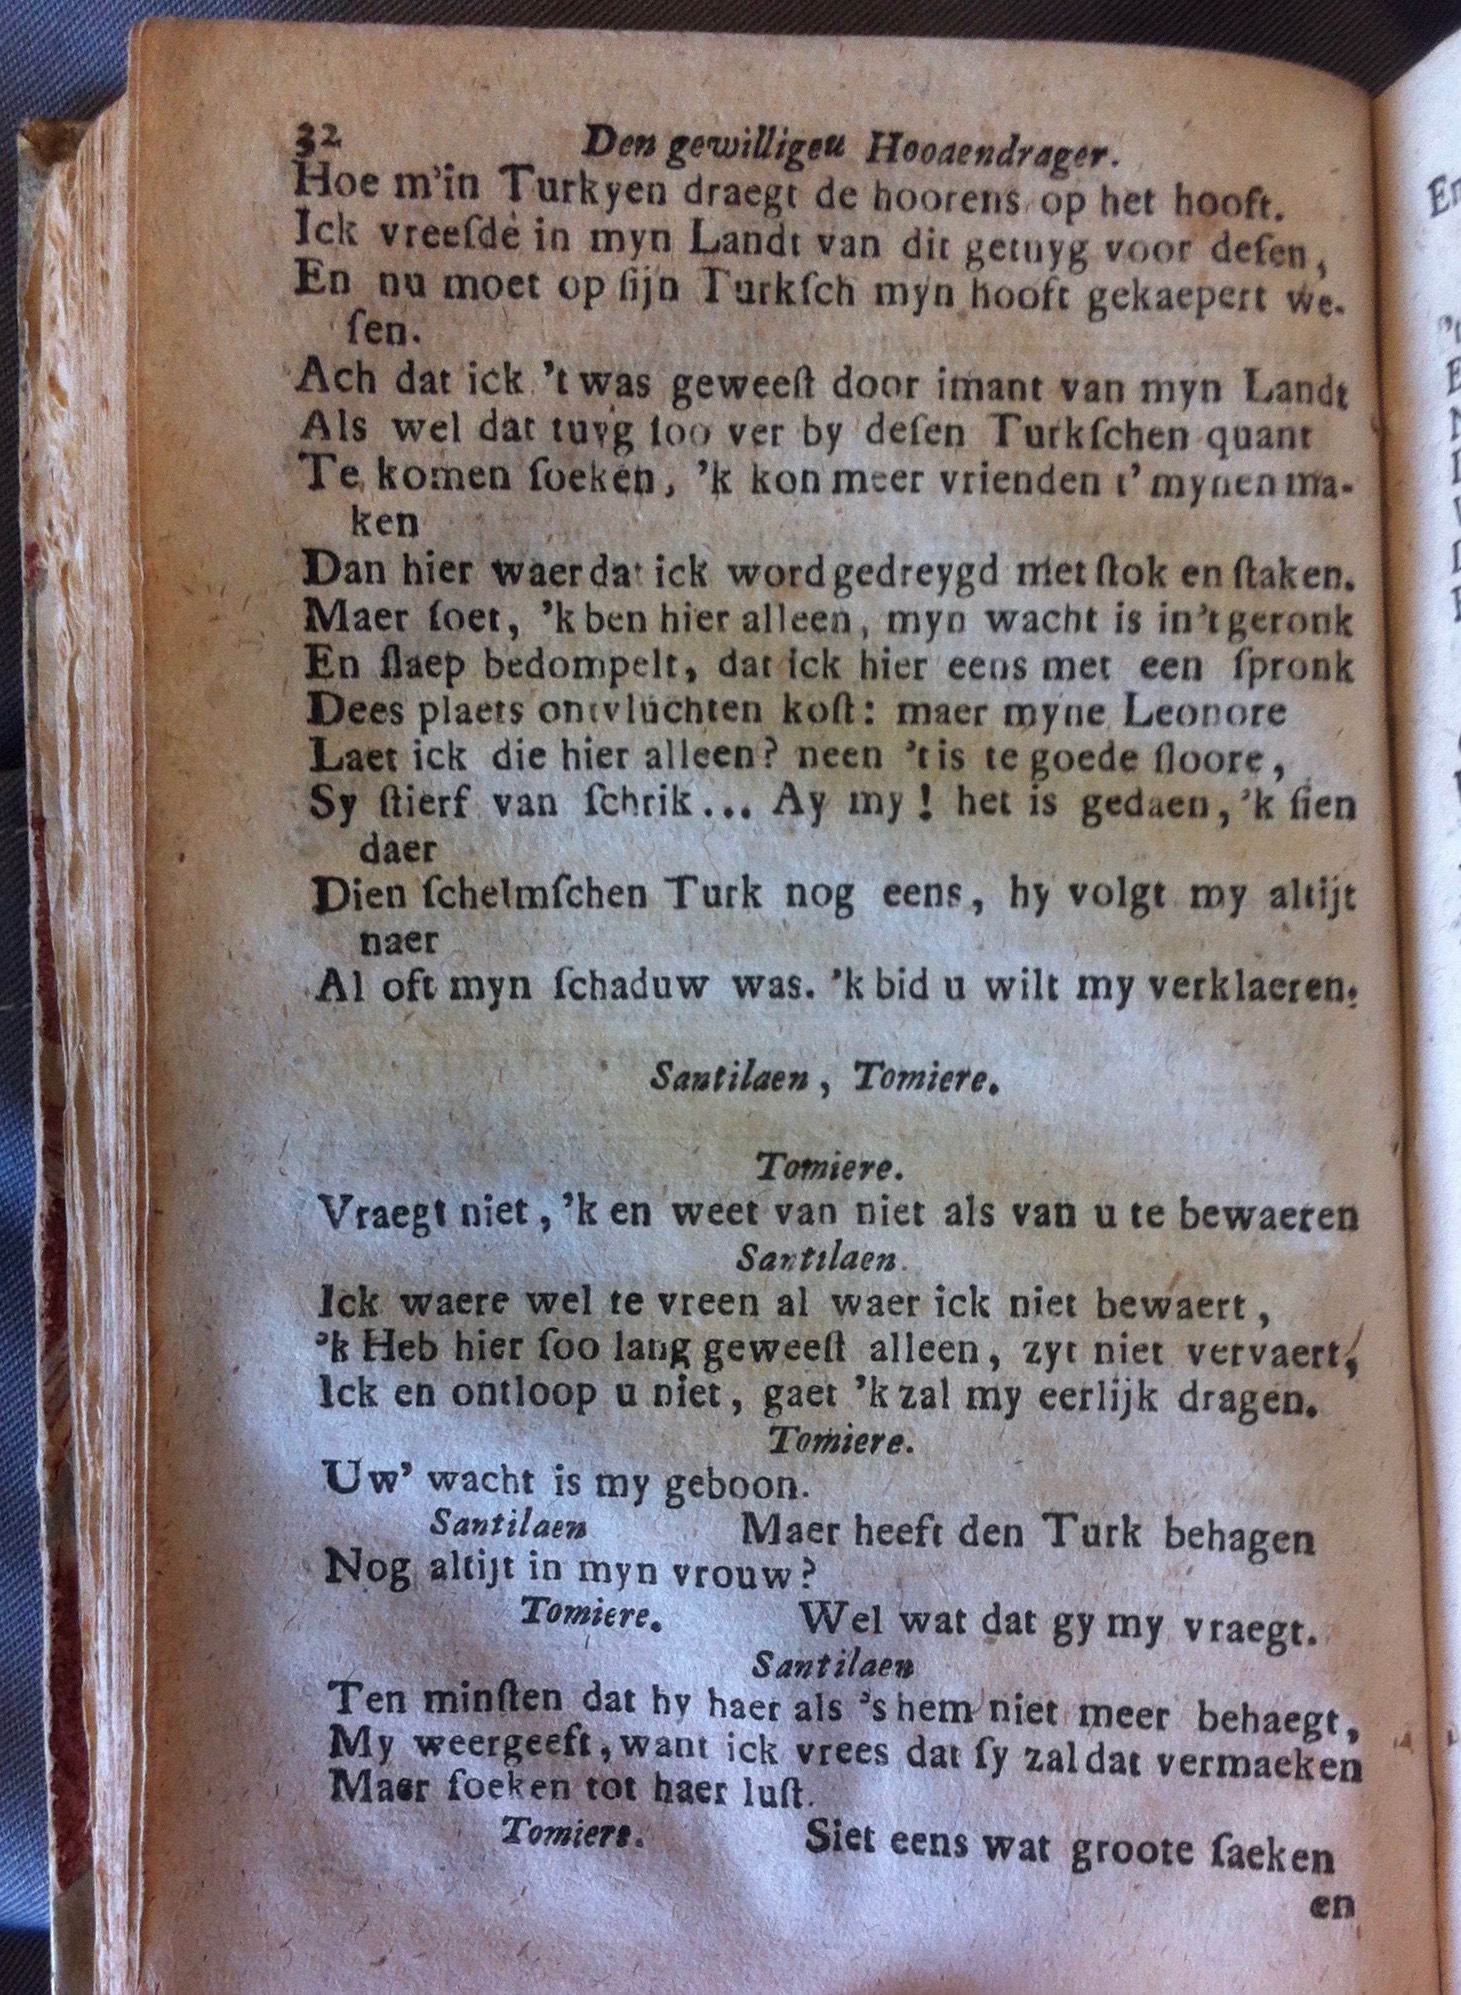 32 Den gewilligeu Hooaendrager.
Hoe m'in Turkyen draegt de hoorens op het hooft.
Ick vreeſde in myn Landt van dit getuyg voor deſen,
En nu moet op ſijn Turkſch myn hooft gekaepert we-
ſen.
Ach dat ick 't was geweeſt door imant van myn Landt
Als wel dat tuyg ſoo ver by deſen Turkſchen quant
Te komen ſoeken, 'k kon meer vrienden t' mynen ma-
ken
Dan hier waer dat ick word gedreygd met ſtok en ſtaken.
Maer ſoet, 'k ben hier alleen, myn wacht is in 't geronk
En ſlaep bedompelt, dat ick hier eens met een ſpronk
Dees plaets ontvluchten koſt: maer myne Leonore
Laet ick die hier alleen? neen 't is te goede ſloore,
Sy ſtierf van ſchrik... Ay my! het is gedaen, 'k ſien
daer
Dien ſchelmſchen Turk nog eens, hy volgt my altijt
naer
Al oft myn ſchaduw was. 'k bid u wilt my verklaeren.
Santilaen, Tomiere.
Tomiere.
Vraegt niet, 'k en weet van niet als van u te bewaeren
Santilaen.
Ick waere wel te vreen al waer ick niet bewaert,
'k Heb hier ſoo lang geweeſt alleen, zyt niet vervaert,
Ick en ontloop u niet, gaet 'k zal my eerlijk dragen.
Tomiere.
Uw' wacht is my geboon.
Santilaen Maer heeft den Turk behagen
Nog altijt in myn vrouw?
Tomiere. Wel wat dat gy my vraegt.
Santilaen
Ten minſten dat hy haer als 's hem niet meer behaegt,
My weergeeft, want ick vrees dat ſy zal dat vermaeken
Maer ſoeken tot haer luſt.
Tomiere. Siet eens wat groote ſaeken
en